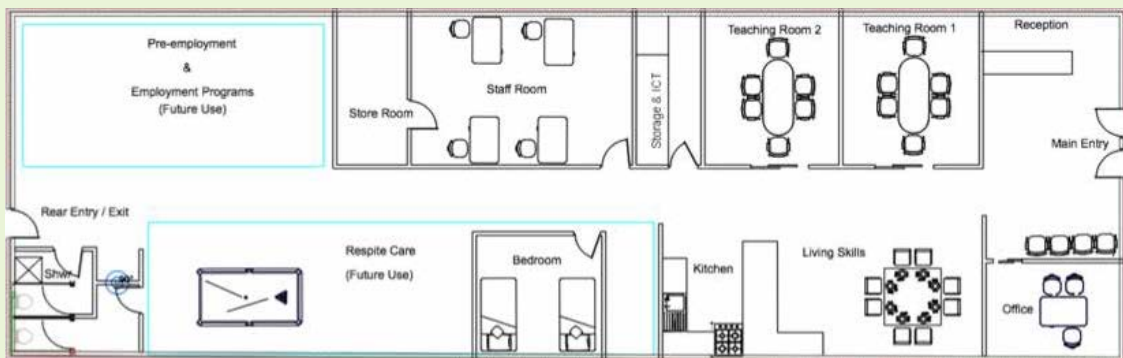 Pre-employment
&
Employment Programs
(Future Use)
Store Room
Staff Room
Storage & ICT
Teaching Room 2
Teaching Room 1
Reception
Main Entry
Rear Entry / Exit
Shwr
Respite Care
(Future Use)
Bedroom
Kitchen
Living Skills
Office